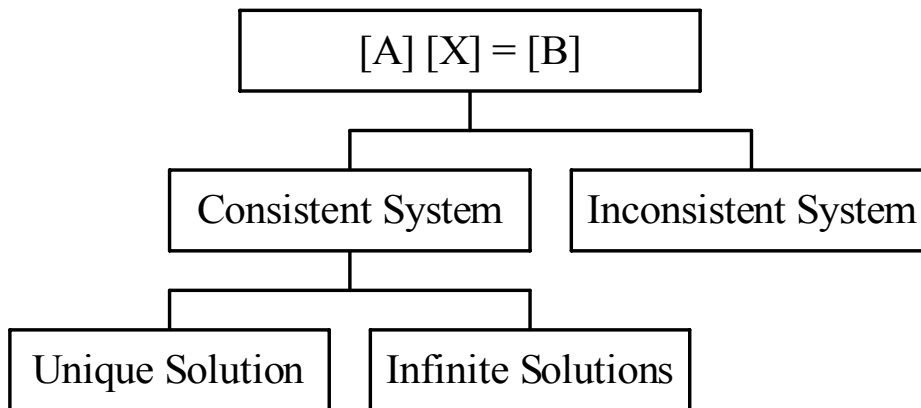 [A] [X] = [B]
Consistent System
Inconsistent System
Unique Solution
Infinite Solutions